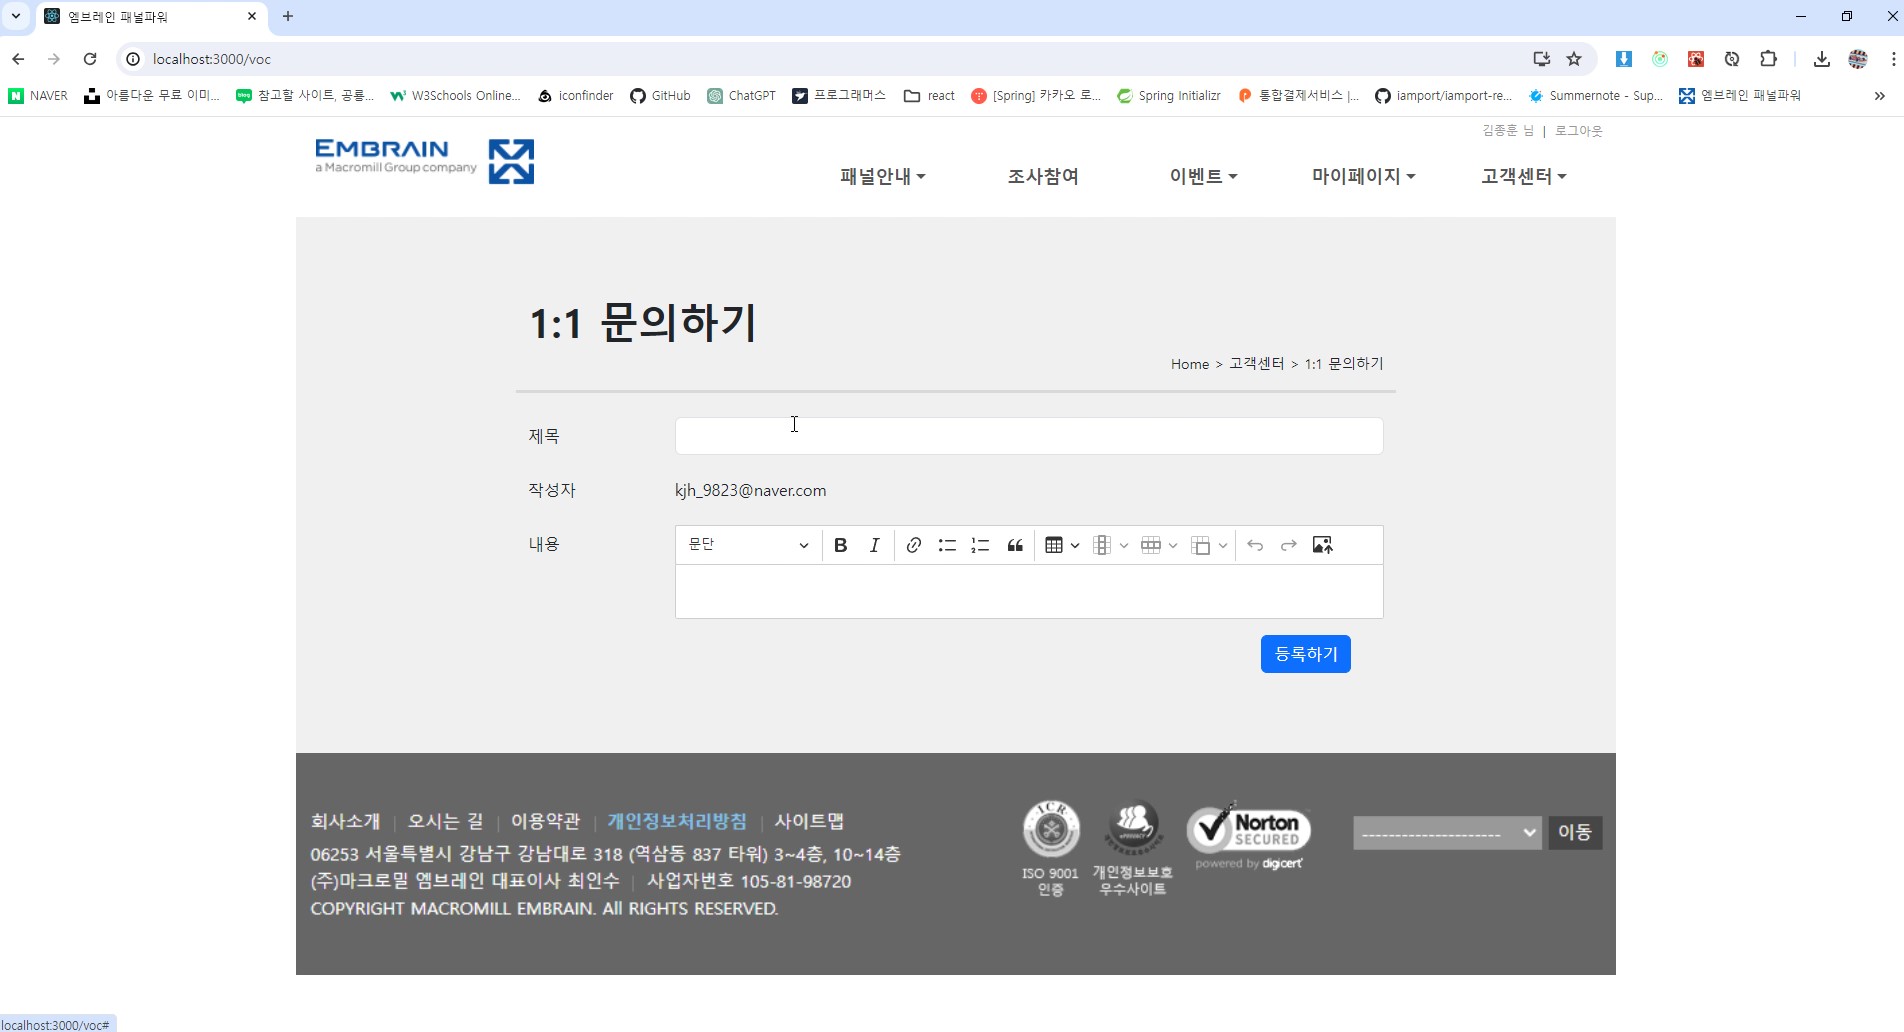 엠브레인 패널파워
localhost:3000/voc
NAVER 아름다운 무료 이미... 참고할 사이트, 공룡... W3Schools Online... iconfinder GitHub ChatGPT 프로그래머스 react [Spring] 카카오 로... Spring Initializr 통합결제서비스 |... iamport/iamport-re... Summernote - Sup... 엠브레인 패널파워
김종훈 님 | 로그아웃
EMBRAIN
a Macromill Group company
패널안내 조사참여 이벤트 마이페이지 고객센터
1:1 문의하기
Home > 고객센터 > 1:1 문의하기
제목
작성자 kjh_9823@naver.com
내용 문단 B I
등록하기
회사소개 | 오시는 길 | 이용약관 | 개인정보처리방침 | 사이트맵
06253 서울특별시 강남구 강남대로 318 (역삼동 837 타워) 3~4층, 10~14층
(주)마크로밀 엠브레인 대표이사 최인수 | 사업자번호 105-81-98720
COPYRIGHT MACROMILL EMBRAIN. All RIGHTS RESERVED.
ICR
ISO 9001
인증
ePRIVACY
개인정보보호
우수사이트
Norton
SECURED
powered by digicert
--------------------- 이동
localhost:3000/voc#